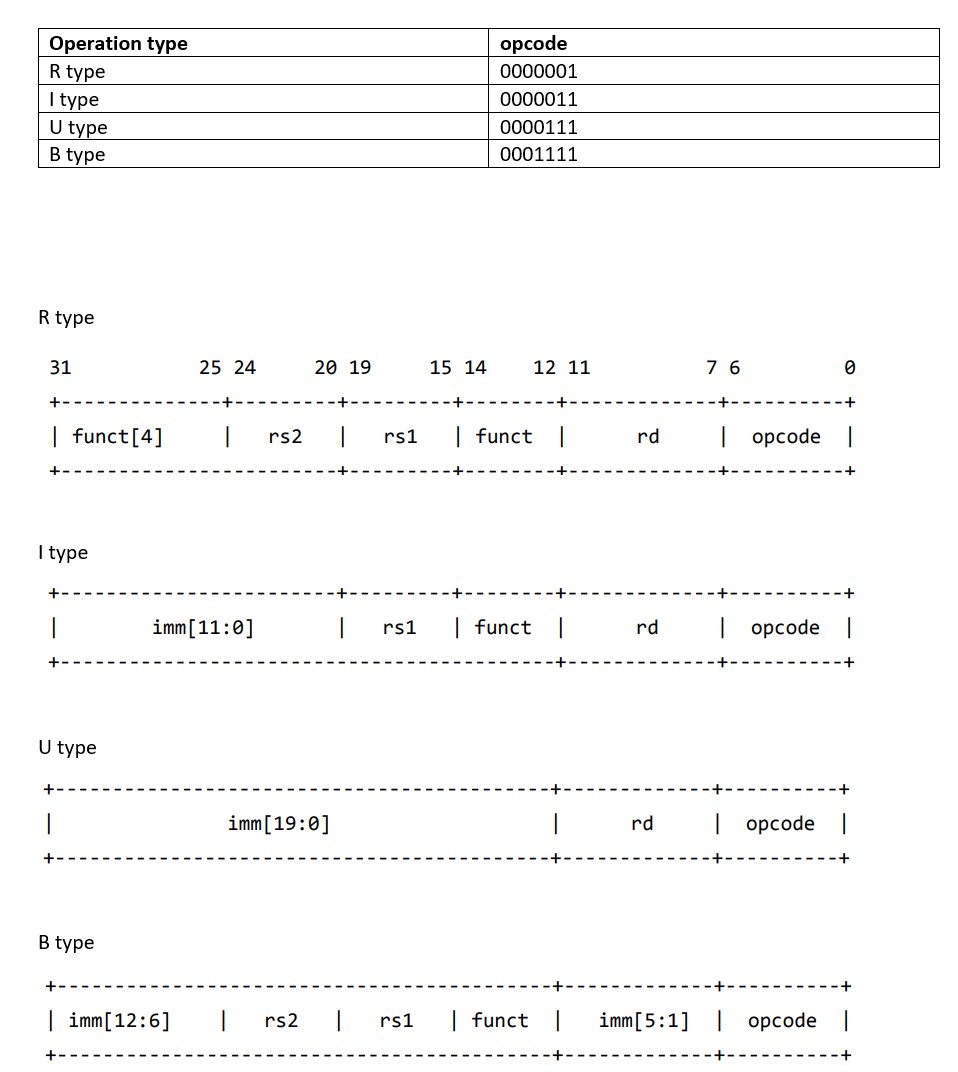 Operation type opcode
R type 0000001
I type 0000011
U type 0000111
B type 0001111
R type
31 25 24 20 19 15 14 12 11 7 6 0
+--------------+---------+---------+--------+-------------+----------+
| funct[4] | rs2 | rs1 | funct | rd | opcode |
+------------------------+---------+--------+-------------+----------+
I type
+------------------------+---------+--------+-------------+----------+
| imm[11:0] | rs1 | funct | rd | opcode |
+-------------------------------------------+-------------+----------+
U type
+-------------------------------------------+-------------+----------+
| imm[19:0] | rd | opcode |
+-------------------------------------------+-------------+----------+
B type
+-------------------------------------------+-------------+----------+
| imm[12:6] | rs2 | rs1 | funct | imm[5:1] | opcode |
+-------------------------------------------+-------------+----------+